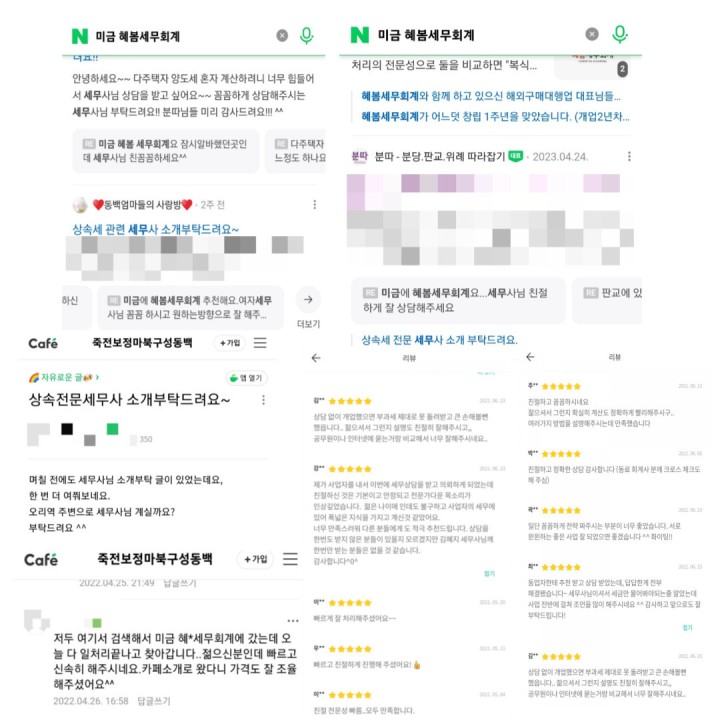 N 미금 혜봄세무회계
려요!!
안녕하세요~~ 다주택자 양도세 혼자 계산하려니 너무 힘들어
서 세무사님 상담을 받고 싶어요~~ 꼼꼼하게 상담해주시는
세무사님 부탁드려요!! 분따님들 미리 감사드려요!!! ^^
RE 미금 혜봄 세무회계요 잠시알바했던곳인
데 세무사님 친꼼꼼하세요^^
RE 다주택자
느정도 하나요
❤️동백엄마들의 사랑방❤️ · 2주 전
상속세 관련 세무사 소개부탁드려요~
하신
RE 미금에 혜봄세무회계 추천해요.여자세무
사님 꼼꼼 하시고 원하는방향으로 잘 해주...
더보기
N 미금 혜봄세무회계
처리의 전문성으로 둘을 비교하면 "복식...
2
혜봄세무회계와 함께 하고 있으신 해외구매대행업 대표님들...
혜봄세무회계가 어느덧 창립 1주년을 맞았습니다. (개업2년차...
분따 분따 - 분당.판교.위례 따라잡기 대표 · 2023.04.24.
RE 미금에 혜봄세무회계요...세무사님 친절
하게 잘 상담해주세요
RE 판교에 있
상속세 전문 세무사 소개 부탁드려요.
Café 죽전보정마북구성동백 +가입
🌈자유로운 글🎉 > 앱 열기
상속전문세무사 소개부탁드려요~
350
며칠 전에도 세무사님 소개부탁 글이 있었는데요,
한 번 더 여쭤보네요.
오리역 주변으로 세무사님 계실까요?
부탁드려요 ^^
Café 죽전보정마북구성동백 +가입
2022.04.25. 21:49 답글쓰기
저두 여기서 검색해서 미금 혜*세무회계에 갔는데 오
늘 다 일처리끝나고 찾아갑니다..젊으신분인데 빠르고
신속히 해주시네요.카페소개로 왔다니 가격도 잘 조율
해주셨어요^^
2022.04.26. 16:58 답글쓰기
리뷰
김** ★★★★★
상담 없이 개업했으면 부과세 제대로 못 돌려받고 큰 손해볼뻔
했습니다.. 젊으셔서 그런지 설명도 친절히 잘해주시고,,
공무원이나 인터넷에 묻는거랑 비교해서 너무 잘해주시네요..
강** ★★★★★
제가 사업자를 내서 이번에 세무상담을 받고 의뢰하게 되었는데
친절하신 것은 기본이고 안정되고 전문가다운 목소리가
인상깊었습니다. 젊은 나이에 인데도 불구하고 사업자의 세무에
있어 폭넓은 지식을 가지고 계신것 같았어요.
너무 만족스러워 다른 분들에게도 적극 추천드립니다. 상담을
한번도 받지 않은 분들이 있을지 모르겠지만 김혜지 세무사님께
한번만 받는 분들은 없을 것 같습니다.
감사합니다^0^
접기
이** ★★★★★
빠르게 잘 처리해주셨어요~~
우** ★★★★★
빠르고 친절하게 진행해 주셨어요!👍
이** ★★★★★
친절 전문성 빠름..모두 만족합니다.
리뷰
주** ★★★★★
친절하고 꼼꼼하시네요
젊으셔서 그런지 확실히 계산도 정확하게 빨리해주시구..
여러가지 방법을 설명해주시는데 만족했습니다
박** ★★★★★
친절하고 정확한 상담 감사합니다 (동료 회계사 분께 크로스 체크도
해 주심)
곽** ★★★★★
일단 꼼꼼하게 전략 짜주시는 부분이 너무 좋았습니다. 서로
윈윈하는 좋은 사업 잘 되었으면 좋겠습니다 ^^ 화이팅!!
최** ★★★★★
동업자한테 추천 받고 상담 받았는데, 답답한게 전부
해결됐습니다~ 세무사님이셔서 세금만 물어봐야되는줄 알았는데
사업 전반에 걸쳐 조언을 많이 해주시네요 ^^ 감사하고 앞으로도 잘
부탁드립니다!
접기
김** ★★★★★
상담 없이 개업했으면 부과세 제대로 못 돌려받고 큰 손해볼뻔
했습니다.. 젊으셔서 그런지 설명도 친절히 잘해주시고,,
공무원이나 인터넷에 묻는거랑 비교해서 너무 잘해주시네요..